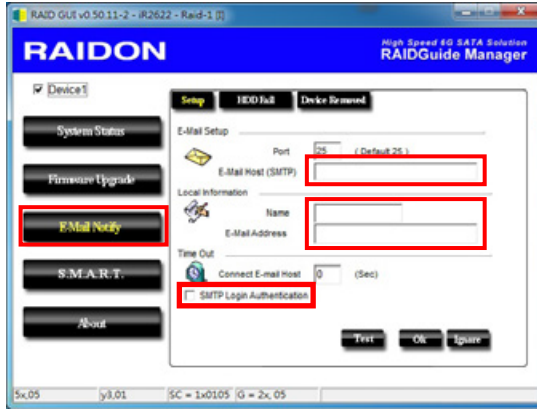 RAID GUI v0.50.11-2 - iR2622 - Raid-1 []
RAIDON
High Speed 6G SATA Solution
RAIDGuide Manager
Device1
System Status
Firmware Upgrade
E-Mail Notify
S.M.A.R.T.
About
Setup HDD Fail Device Removed
E-Mail Setup
Port 25 ( Default 25 )
E-Mail Host (SMTP)
Local Information
Name
E-Mail Address
Time Out
Connect E-mail Host 0 (Sec)
SMTP Login Authentication
Test Ok Ignore
5x,05 y3,01 SC = 1x0105 G = 2x, 05